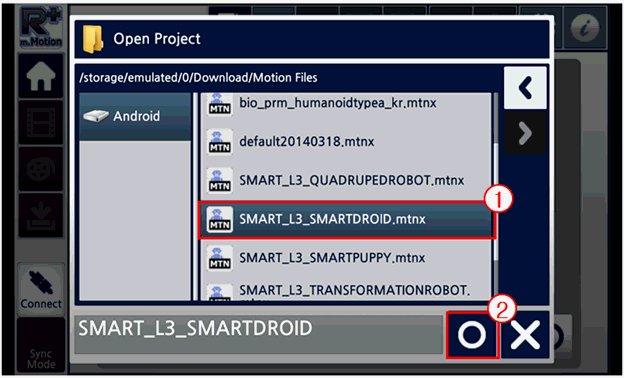 R+
m.Motion
Open Project
/storage/emulated/0/Download/Motion Files
Android
MTN bio_prm_humanoidtypea_kr.mtnx
MTN default20140318.mtnx
MTN SMART_L3_QUADRUPEDROBOT.mtnx
1
MTN SMART_L3_SMARTDROID.mtnx
MTN SMART_L3_SMARTPUPPY.mtnx
MTN SMART_L3_TRANSFORMATIONROBOT.
Connect
2
SMART_L3_SMARTDROID
Sync
Mode